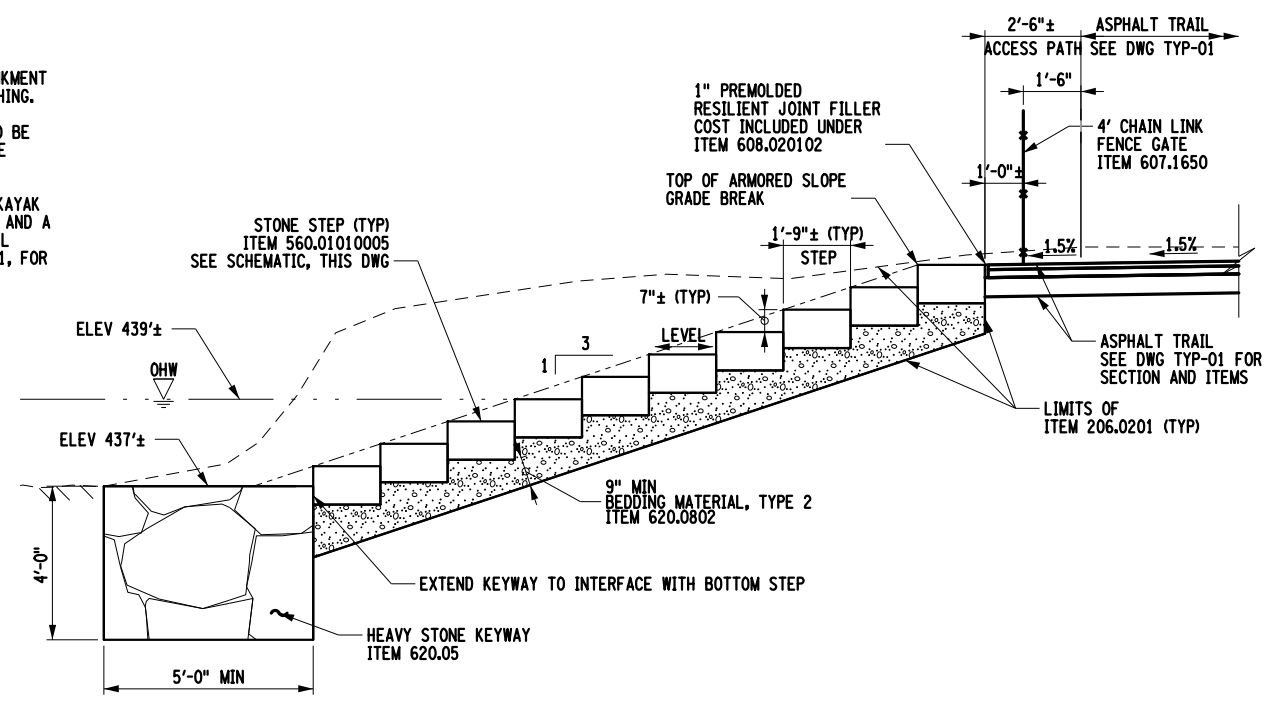 KMENT
HING.
O BE
E
KAYAK
AND A
L
1, FOR
2'-6"±
ASPHALT TRAIL
ACCESS PATH SEE DWG TYP-01
1'-6"
1" PREMOLDED
RESILIENT JOINT FILLER
COST INCLUDED UNDER
ITEM 608.020102
4' CHAIN LINK
FENCE GATE
ITEM 607.1650
1'-0"±
TOP OF ARMORED SLOPE
GRADE BREAK
STONE STEP (TYP)
ITEM 560.01010005
SEE SCHEMATIC, THIS DWG
1'-9"± (TYP)
STEP
1.5%
1.5%
7"± (TYP)
ELEV 439'±
LEVEL
3
1
OHW
ASPHALT TRAIL
SEE DWG TYP-01 FOR
SECTION AND ITEMS
LIMITS OF
ITEM 206.0201 (TYP)
ELEV 437'±
9" MIN
BEDDING MATERIAL, TYPE 2
ITEM 620.0802
4'-0"
EXTEND KEYWAY TO INTERFACE WITH BOTTOM STEP
HEAVY STONE KEYWAY
ITEM 620.05
5'-0" MIN